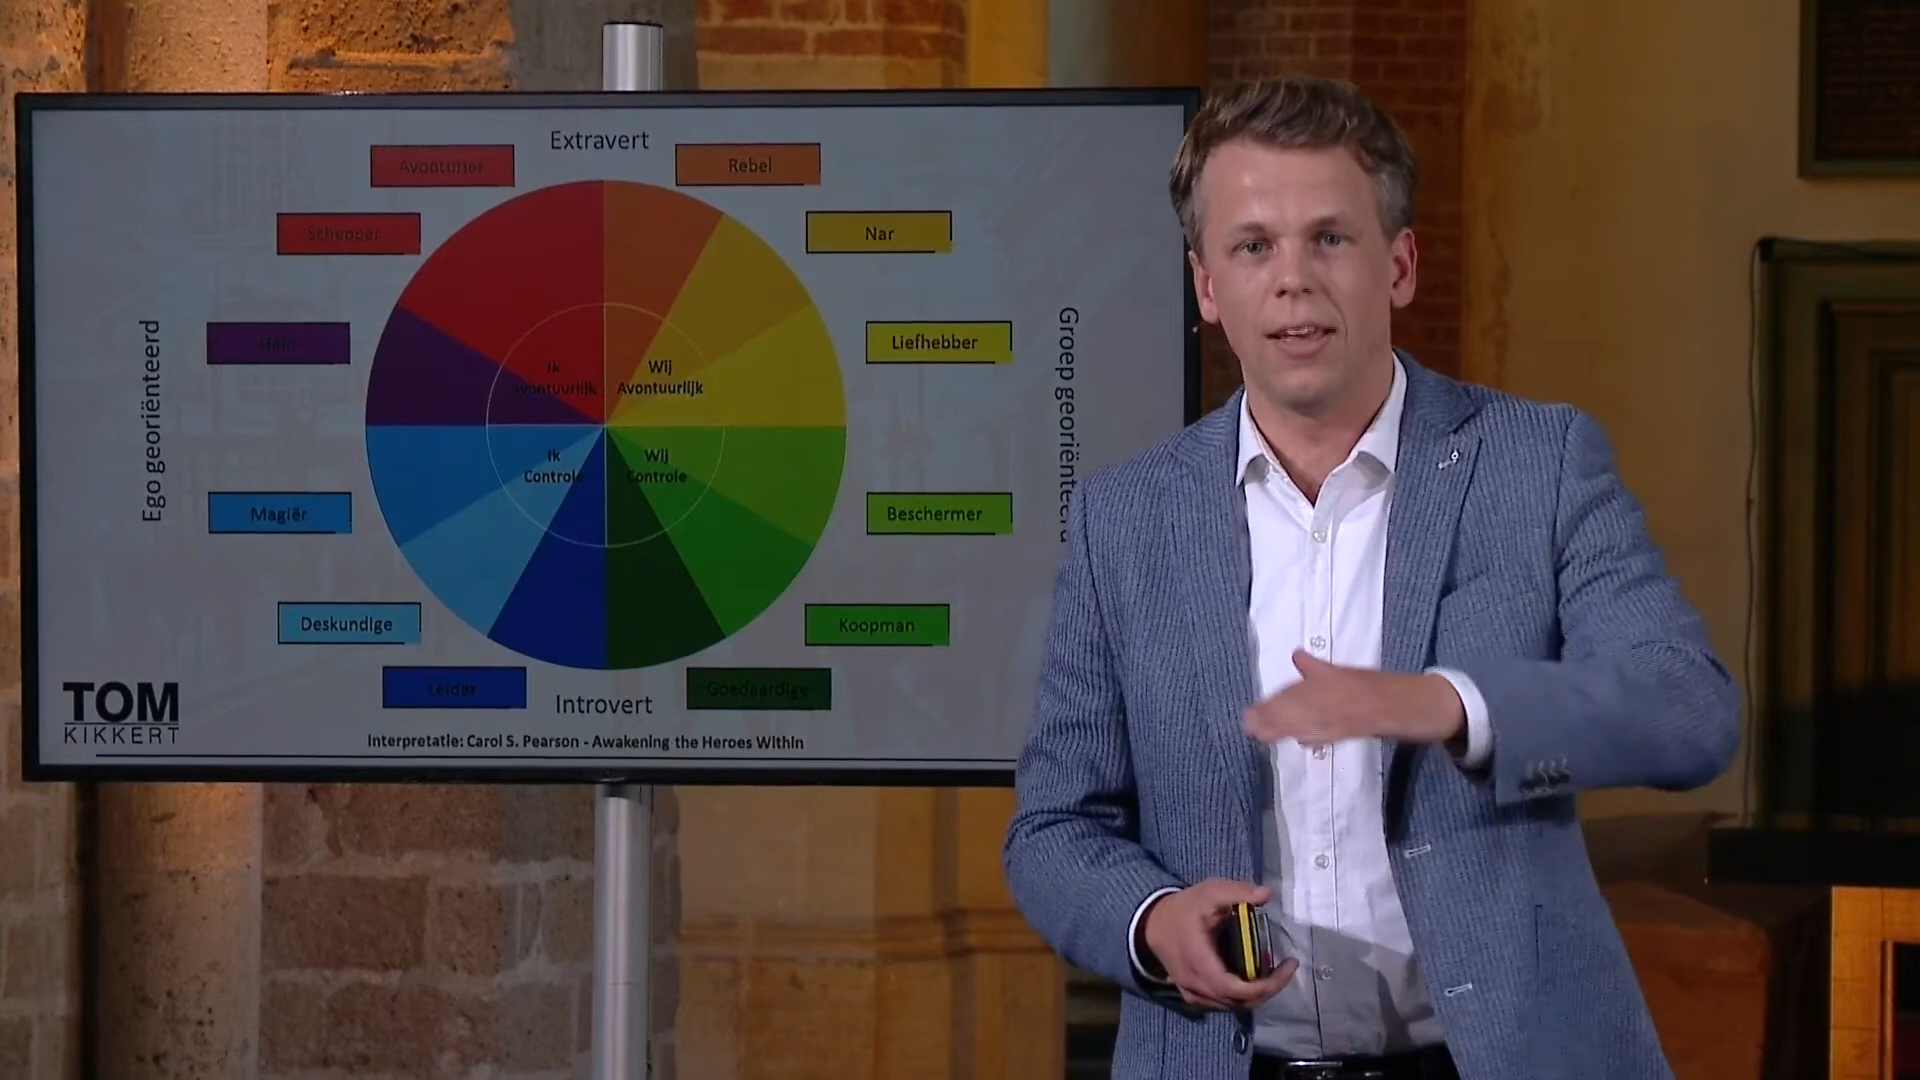 Extravert
Avonturier
Rebel
Schepper
Nar
Held
Liefhebber
Ego georiënteerd
Groep georiënteerd
Ik
Avontuurlijk
Wij
Avontuurlijk
Ik
Controle
Wij
Controle
Magiër
Beschermer
Deskundige
Koopman
Leider
Goedaardige
Introvert
TOM
KIKKERT
Interpretatie: Carol S. Pearson - Awakening the Heroes Within